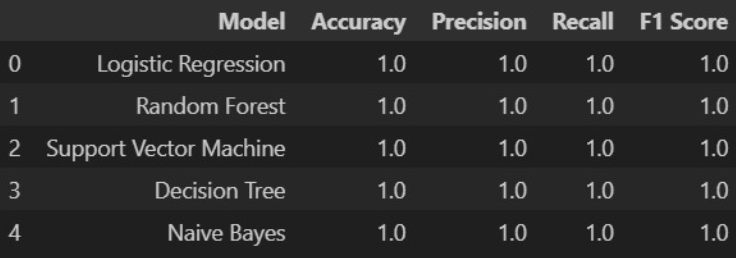 Model Accuracy Precision Recall F1 Score
0 Logistic Regression 1.0 1.0 1.0 1.0
1 Random Forest 1.0 1.0 1.0 1.0
2 Support Vector Machine 1.0 1.0 1.0 1.0
3 Decision Tree 1.0 1.0 1.0 1.0
4 Naive Bayes 1.0 1.0 1.0 1.0